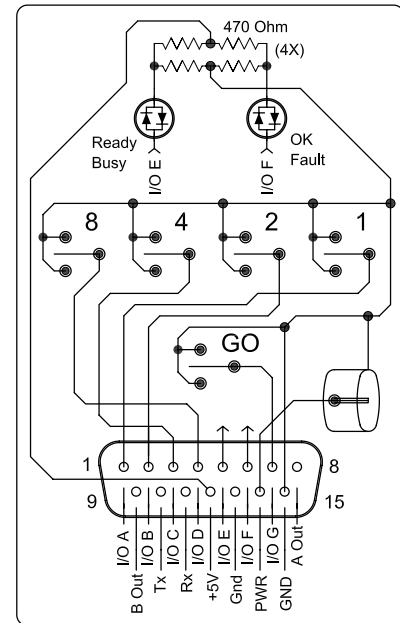 470 Ohm
(4X)
Ready
Busy
OK
Fault
I/O E
I/O F
8
4
2
1
GO
1
8
9
15
I/O A
B Out
I/O B
Tx
I/O C
Rx
I/O D
+5V
I/O E
Gnd
I/O F
PWR
I/O G
GND
A Out